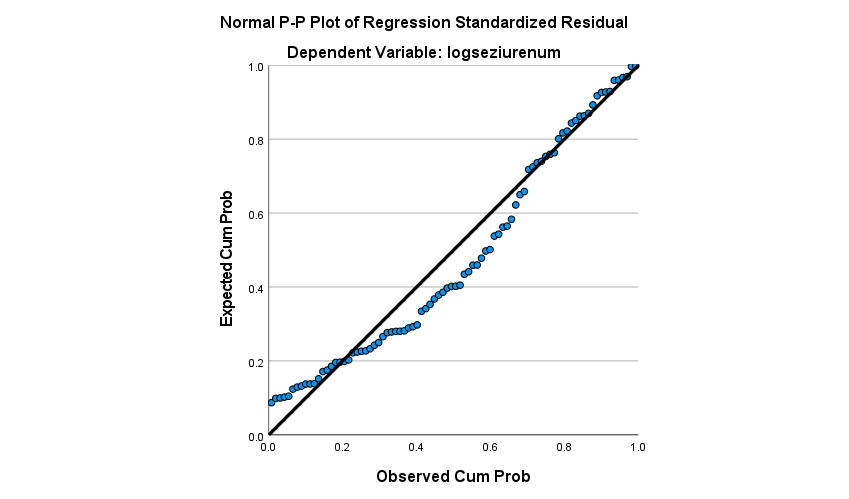 Normal P-P Plot of Regression Standardized Residual
Dependent Variable: logseziurenum
Expected Cum Prob
1.0
0.8
0.6
0.4
0.2
0.0
0.0 0.2 0.4 0.6 0.8 1.0
Observed Cum Prob